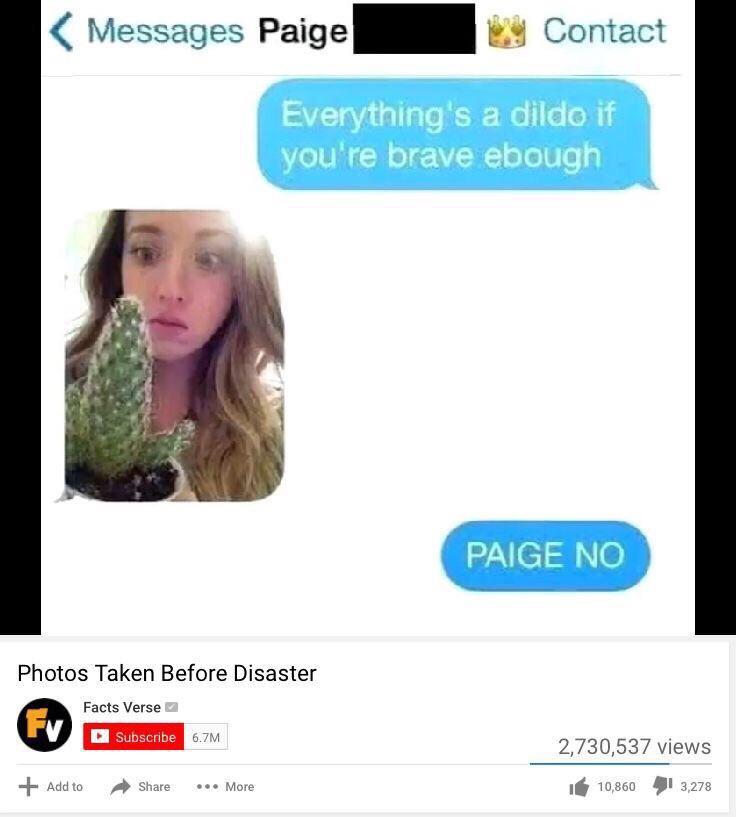 Messages Paige Contact
Everything's a dildo if
you're brave ebough
PAIGE NO
Photos Taken Before Disaster
Facts Verse
FV
Subscribe 6.7M
2,730,537 views
Add to Share More
10,860 3,278